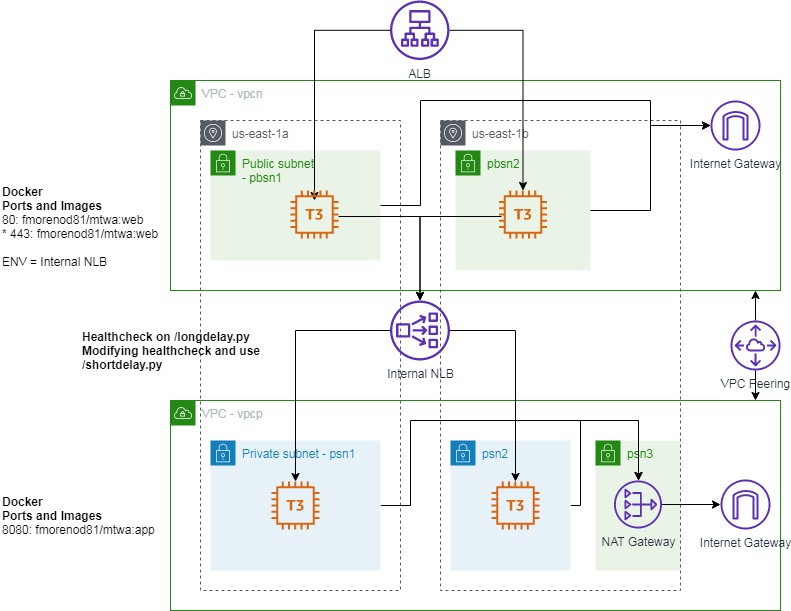 ALB
VPC - vpcn
us-east-1a
us-east-1b
Internet Gateway
Public subnet
- pbsn1
pbsn2
T3
T3
Docker
Ports and Images
80: fmorenod81/mtwa:web
* 443: fmorenod81/mtwa:web
ENV = Internal NLB
Healthcheck on /longdelay.py
Modifying healthcheck and use
/shortdelay.py
Internal NLB
VPC Peering
VPC - vpcp
Private subnet - psn1
psn2
psn3
T3
T3
NAT Gateway
Internet Gateway
Docker
Ports and Images
8080: fmorenod81/mtwa:app